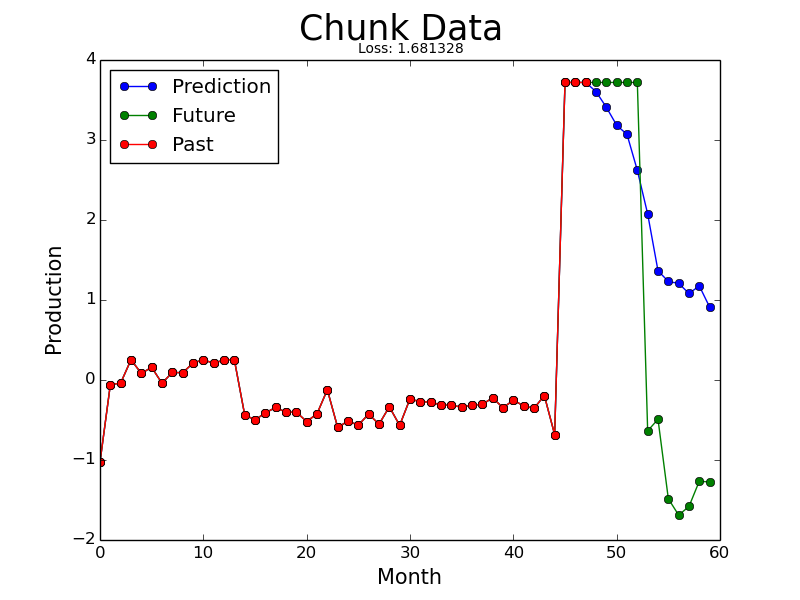 Chunk Data
Loss: 1.681328
4
3
2
1
0
−1
−2
Production
Prediction
Future
Past
0 10 20 30 40 50 60
Month